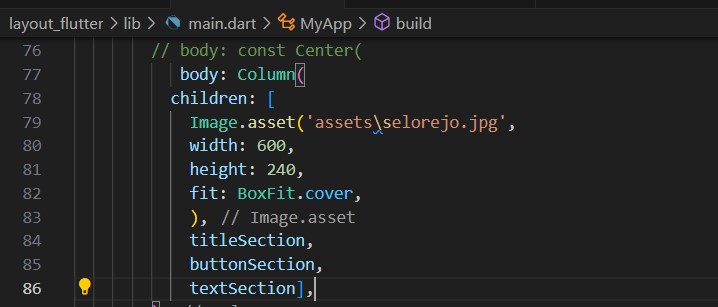 layout_flutter > lib > main.dart > MyApp > build
76 // body: const Center(
77 body: Column(
78 children: [
79 Image.asset('assets\selorejo.jpg',
80 width: 600,
81 height: 240,
82 fit: BoxFit.cover,
83 ), // Image.asset
84 titleSection,
85 buttonSection,
86 textSection],